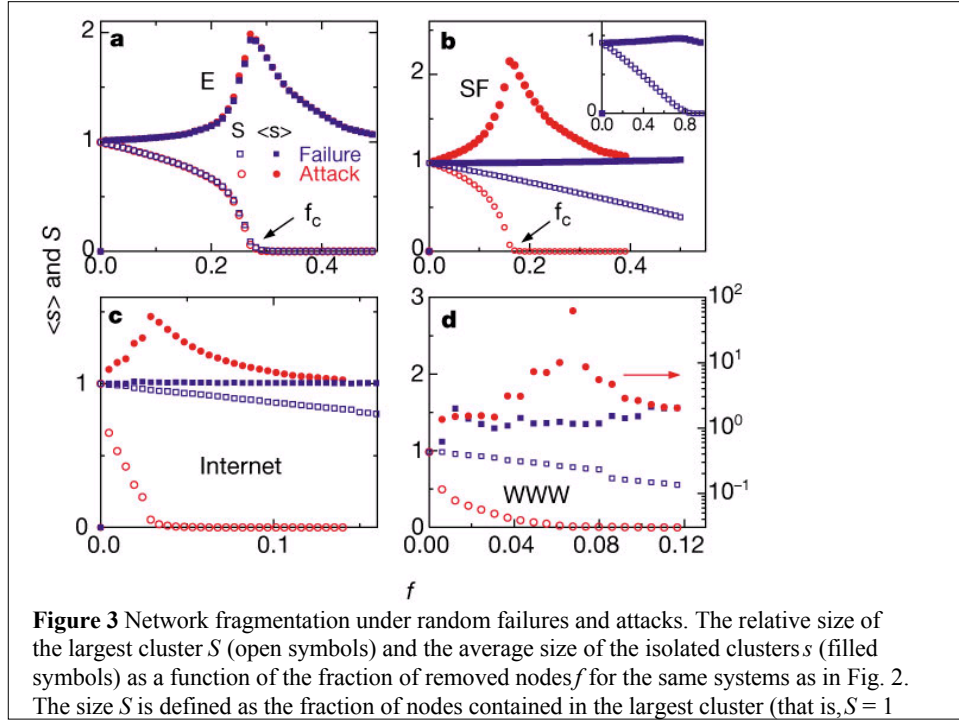 a
E
S <s>
Failure
Attack
f_c
2
1
0
0.0 0.2 0.4
b
SF
f_c
2
1
0
0.0 0.2 0.4
1
0
0.0 0.4 0.8
<s> and S
c
Internet
1
0
0.0 0.1
d
WWW
3
2
1
0
0.00 0.04 0.08 0.12
10^2
10^1
10^0
10^-1
f
Figure 3 Network fragmentation under random failures and attacks. The relative size of
the largest cluster S (open symbols) and the average size of the isolated clusters s (filled
symbols) as a function of the fraction of removed nodes f for the same systems as in Fig. 2.
The size S is defined as the fraction of nodes contained in the largest cluster (that is, S = 1